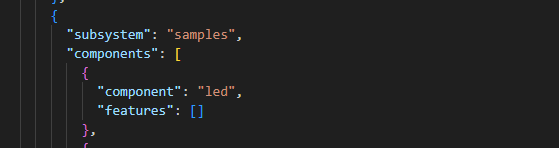 },
{
"subsystem": "samples",
"components": [
{
"component": "led",
"features": []
},
{